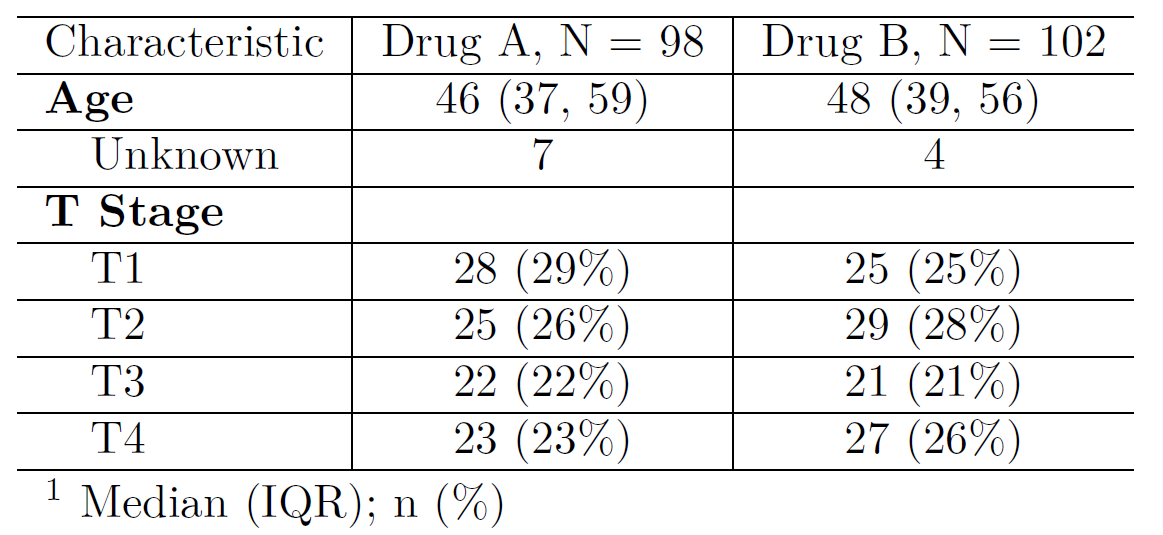 Characteristic Drug A, N = 98 Drug B, N = 102
Age 46 (37, 59) 48 (39, 56)
Unknown 7 4
T Stage
T1 28 (29%) 25 (25%)
T2 25 (26%) 29 (28%)
T3 22 (22%) 21 (21%)
T4 23 (23%) 27 (26%)
1 Median (IQR); n (%)